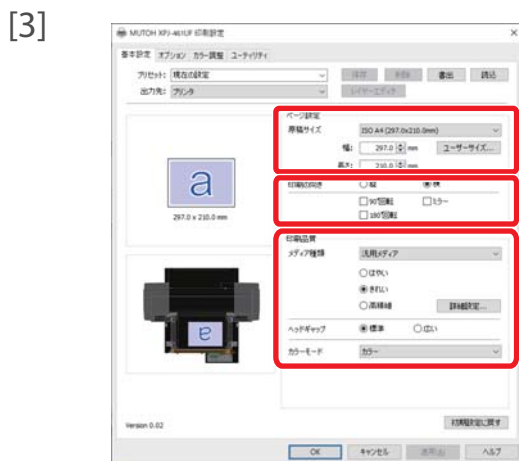 [3]
MUTOH XPJ-461UF 印刷設定
基本設定 オプション カラー調整 ユーティリティ
プリセット: 現在の設定 保存 削除 書出 読込
出力先: プリンタ レイヤーエディタ
ページ設定
原稿サイズ ISO A4 (297.0x210.0mm)
幅: 297.0 mm ユーザーサイズ...
高さ: 210.0 mm
印刷の向き 縦 横
90°回転 ミラー
180°回転
a
297.0 x 210.0 mm
印刷品質
メディア種類 汎用メディア
はやい
きれい
高精細 詳細設定...
ヘッドギャップ 標準 広い
カラーモード カラー
a
Version 0.02 初期設定に戻す
OK キャンセル 適用(A) ヘルプ